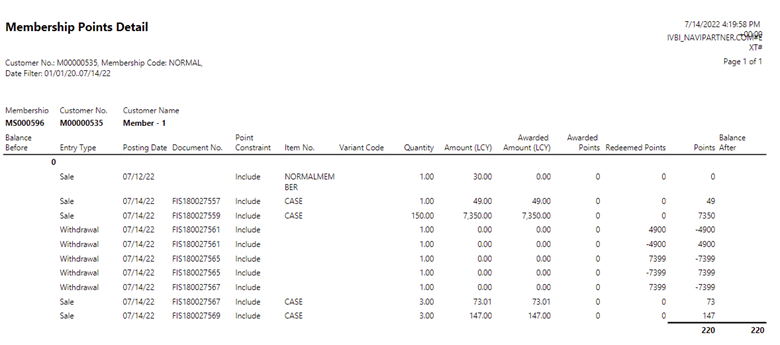 Membership Points Detail
7/14/2022 4:19:58 PM
+00:00
IVBI_NAVIPARTNER.COM#E
XT#
Page 1 of 1
Customer No.: M00000535, Membership Code: NORMAL,
Date Filter: 01/01/20..07/14/22
Membership Customer No. Customer Name
MS000596 M00000535 Member - 1
Balance Before Entry Type Posting Date Document No. Point Constraint Item No. Variant Code Quantity Amount (LCY) Awarded Amount (LCY) Awarded Points Redeemed Points Points Balance After
0
Sale 07/12/22 Include NORMALMEM 1.00 30.00 0.00 0 0 0
BER
Sale 07/14/22 FIS180027557 Include CASE 1.00 49.00 49.00 0 0 49
Sale 07/14/22 FIS180027559 Include CASE 150.00 7,350.00 7,350.00 0 0 7350
Withdrawal 07/14/22 FIS180027561 Include 1.00 0.00 0.00 0 4900 -4900
Withdrawal 07/14/22 FIS180027561 Include 1.00 0.00 0.00 0 -4900 4900
Withdrawal 07/14/22 FIS180027565 Include 1.00 0.00 0.00 0 7399 -7399
Withdrawal 07/14/22 FIS180027565 Include 1.00 0.00 0.00 0 -7399 7399
Withdrawal 07/14/22 FIS180027567 Include 1.00 0.00 0.00 0 7399 -7399
Sale 07/14/22 FIS180027567 Include CASE 3.00 73.01 73.01 0 0 73
Sale 07/14/22 FIS180027569 Include CASE 3.00 147.00 147.00 0 0 147
220 220